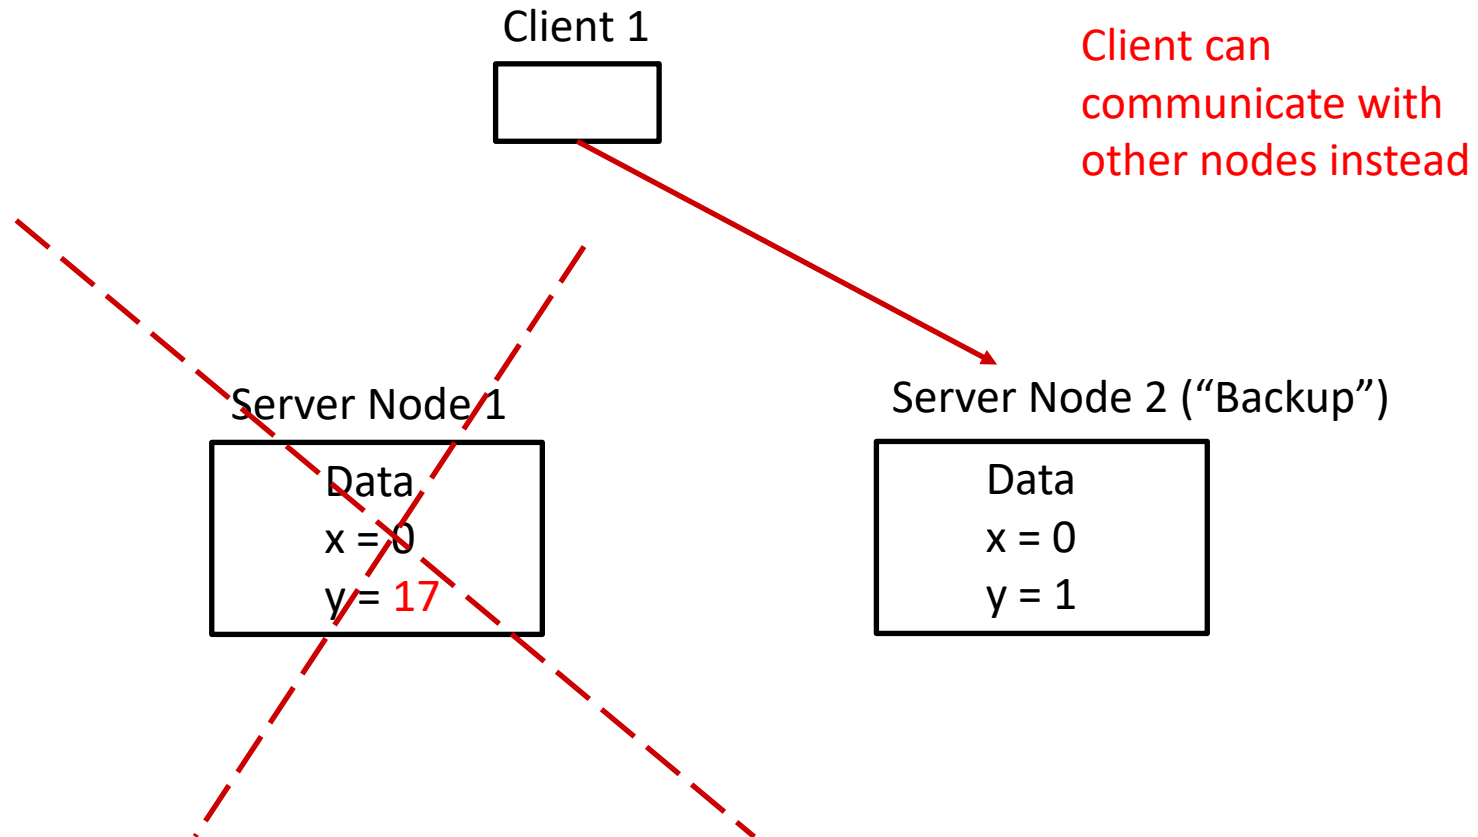 Client 1
Client can
communicate with
other nodes instead
Server Node 1
Data
x = 0
y = 17
Server Node 2 (“Backup”)
Data
x = 0
y = 1